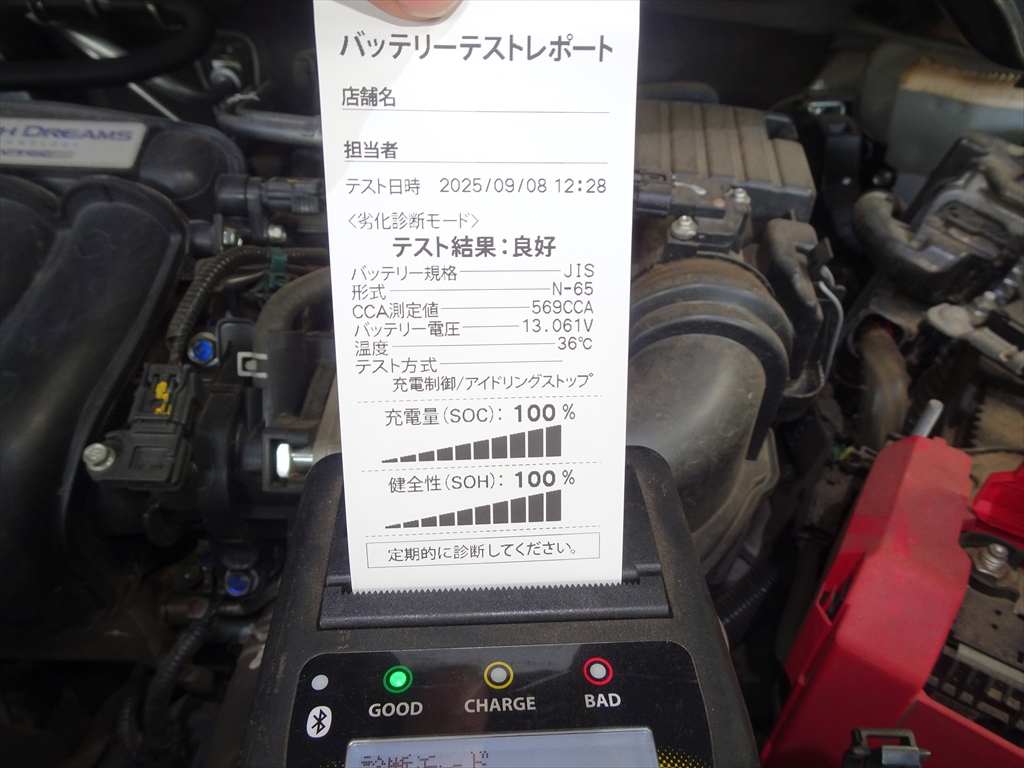 バッテリーテストレポート
店舗名
担当者
テスト日時 2025/09/08 12:28
<劣化診断モード>
テスト結果:良好
バッテリー規格 JIS
形式 N-65
CCA測定値 569CCA
バッテリー電圧 13.061V
温度 36℃
テスト方式
充電制御/アイドリングストップ
充電量(SOC): 100 %
健全性(SOH): 100 %
定期的に診断してください。
DREAMS
GOOD CHARGE BAD